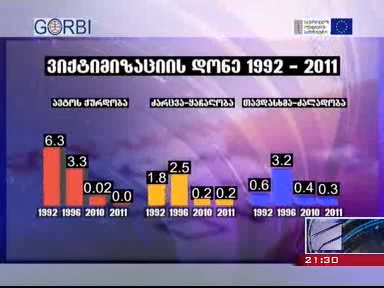 GORBI
ᲕᲘᲥᲢᲘᲛᲘᲖᲐᲪᲘᲘᲡ ᲓᲝᲜᲔ 1992 - 2011
ᲐᲕᲢᲝᲡ ᲥᲣᲠᲓᲝᲑᲐ ᲫᲐᲠᲪᲕᲐ-ᲧᲐᲩᲐᲦᲝᲑᲐ ᲗᲐᲕᲓᲐᲡᲮᲛᲐ-ᲫᲐᲚᲐᲓᲝᲑᲐ
6.3 3.3 0.02 0.0 1.8 2.5 0.2 0.2 0.6 3.2 0.4 0.3
1992 1996 2010 2011 1992 1996 2010 2011 1992 1996 2010 2011
21:30